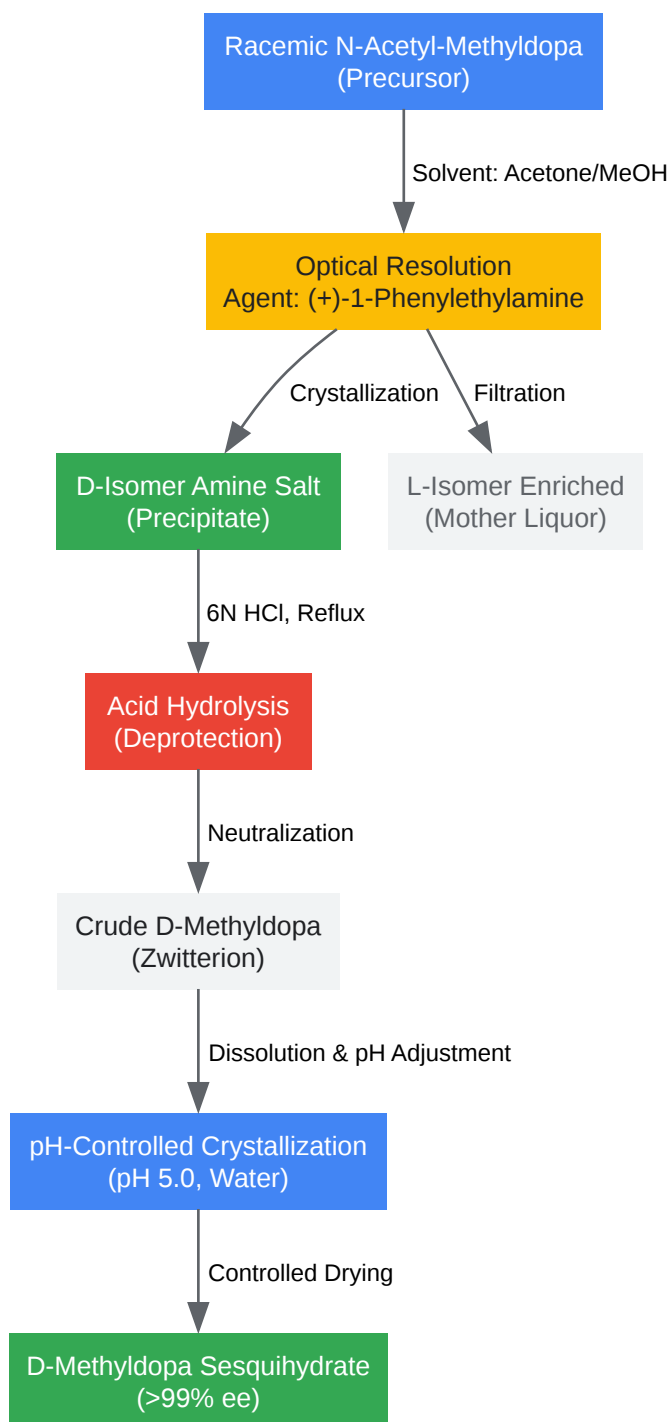 Racemic N-Acetyl-Methyldopa
(Precursor)
Solvent: Acetone/MeOH
Optical Resolution
Agent: (+)-1-Phenylethylamine
Crystallization
Filtration
D-Isomer Amine Salt
(Precipitate)
L-Isomer Enriched
(Mother Liquor)
6N HCl, Reflux
Acid Hydrolysis
(Deprotection)
Neutralization
Crude D-Methyldopa
(Zwitterion)
Dissolution & pH Adjustment
pH-Controlled Crystallization
(pH 5.0, Water)
Controlled Drying
D-Methyldopa Sesquihydrate
(>99% ee)